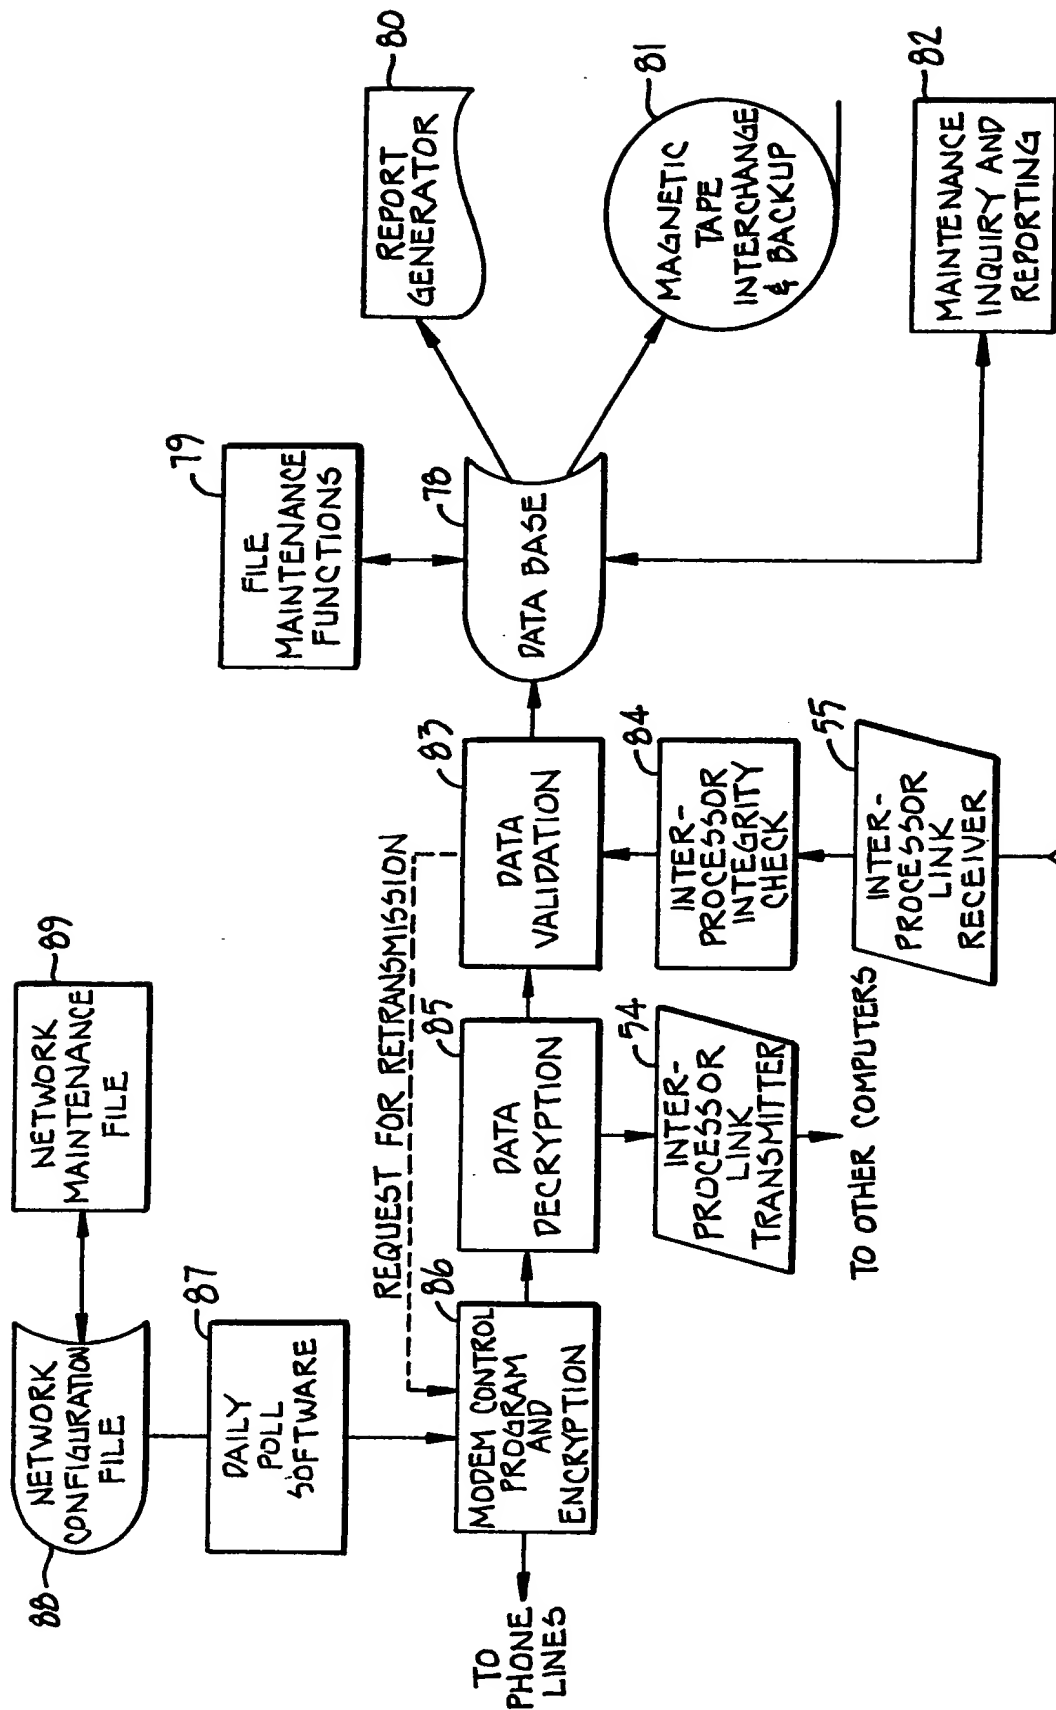 88
NETWORK
CONFIGURATION
FILE
89
NETWORK
MAINTENANCE
FILE
87
DAILY
POLL
SOFTWARE
79
FILE
MAINTENANCE
FUNCTIONS
80
REPORT
GENERATOR
REQUEST FOR RETRANSMISSION
TO
PHONE
LINES
86
MODEM CONTROL
PROGRAM
AND
ENCRYPTION
85
DATA
DECRYPTION
83
DATA
VALIDATION
78
DATA BASE
81
MAGNETIC
TAPE
INTERCHANGE
& BACKUP
54
INTER-
PROCESSOR
LINK
TRANSMITTER
84
INTER-
PROCESSOR
INTEGRITY
CHECK
TO OTHER COMPUTERS
55
INTER-
PROCESSOR
LINK
RECEIVER
82
MAINTENANCE
INQUIRY AND
REPORTING